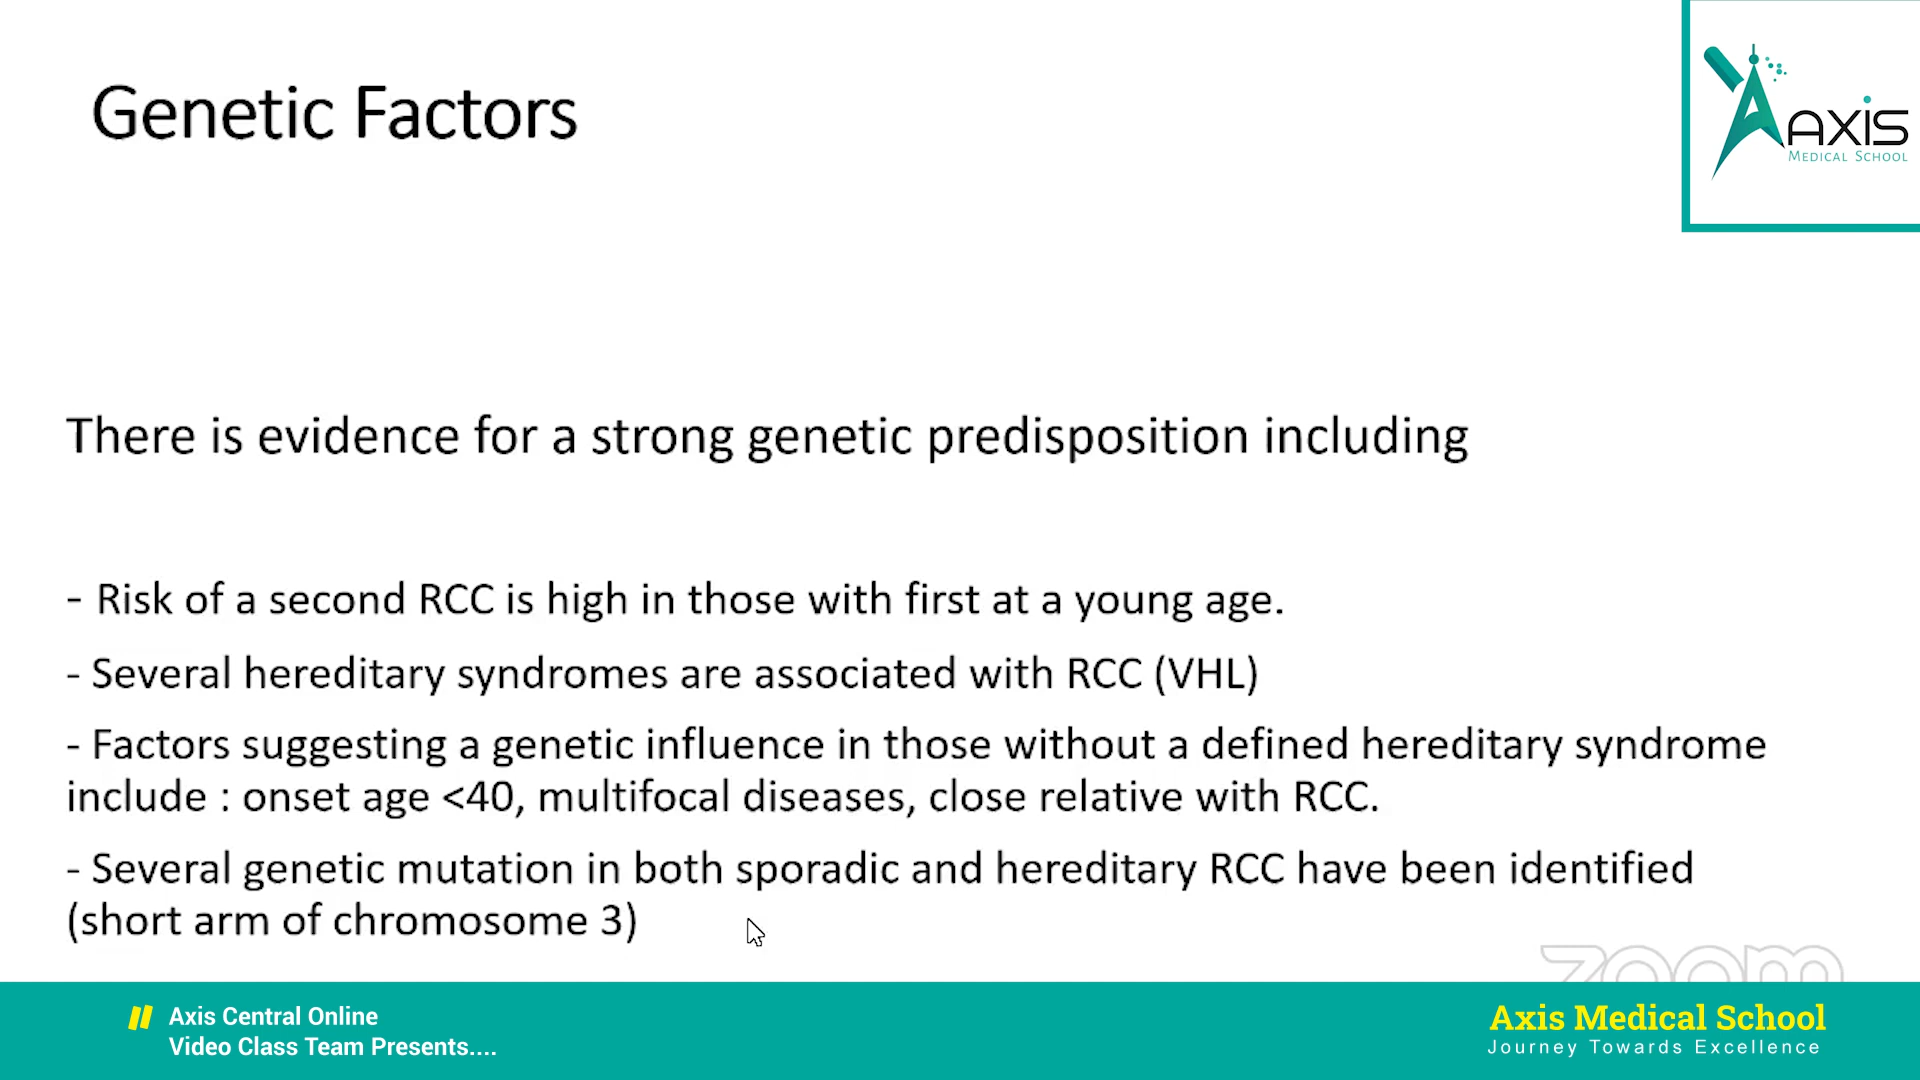 Genetic Factors
AXiS
MEDICAL SCHOOL
There is evidence for a strong genetic predisposition including
- Risk of a second RCC is high in those with first at a young age.
- Several hereditary syndromes are associated with RCC (VHL)
- Factors suggesting a genetic influence in those without a defined hereditary syndrome
include : onset age <40, multifocal diseases, close relative with RCC.
- Several genetic mutation in both sporadic and hereditary RCC have been identified
(short arm of chromosome 3)
zoom
Axis Central Online
Video Class Team Presents....
Axis Medical School
Journey Towards Excellence